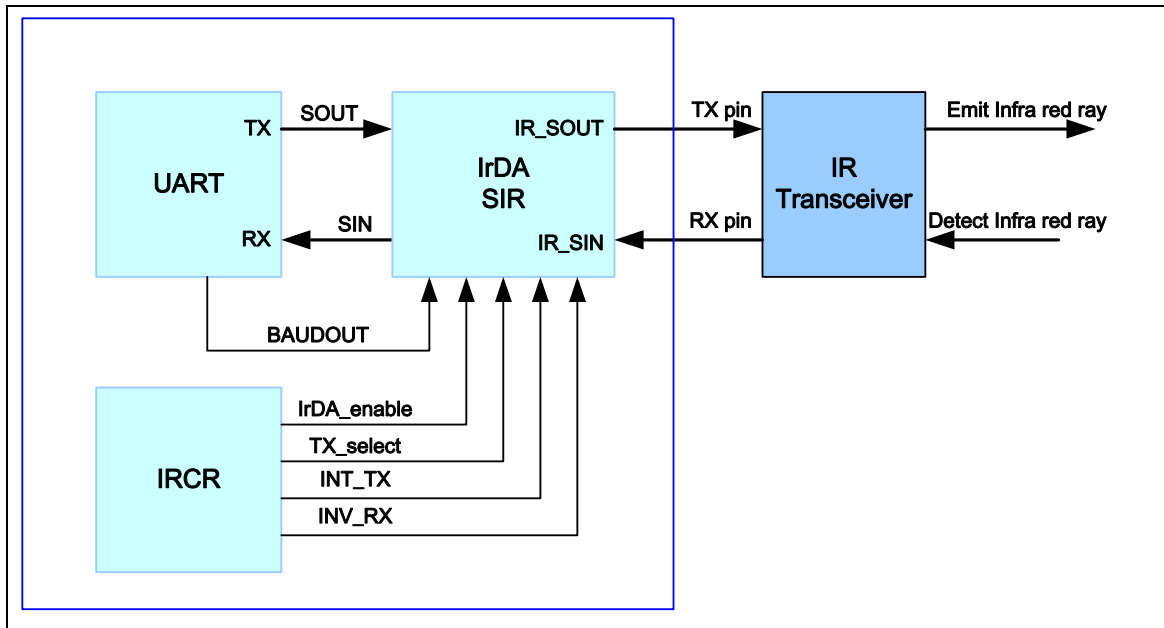 TX
SOUT
UART
RX
SIN
IR_SOUT
IrDA
SIR
IR_SIN
TX pin
RX pin
IR
Transceiver
Emit Infra red ray
Detect Infra red ray
BAUDOUT
IRCR
IrDA_enable
TX_select
INT_TX
INV_RX